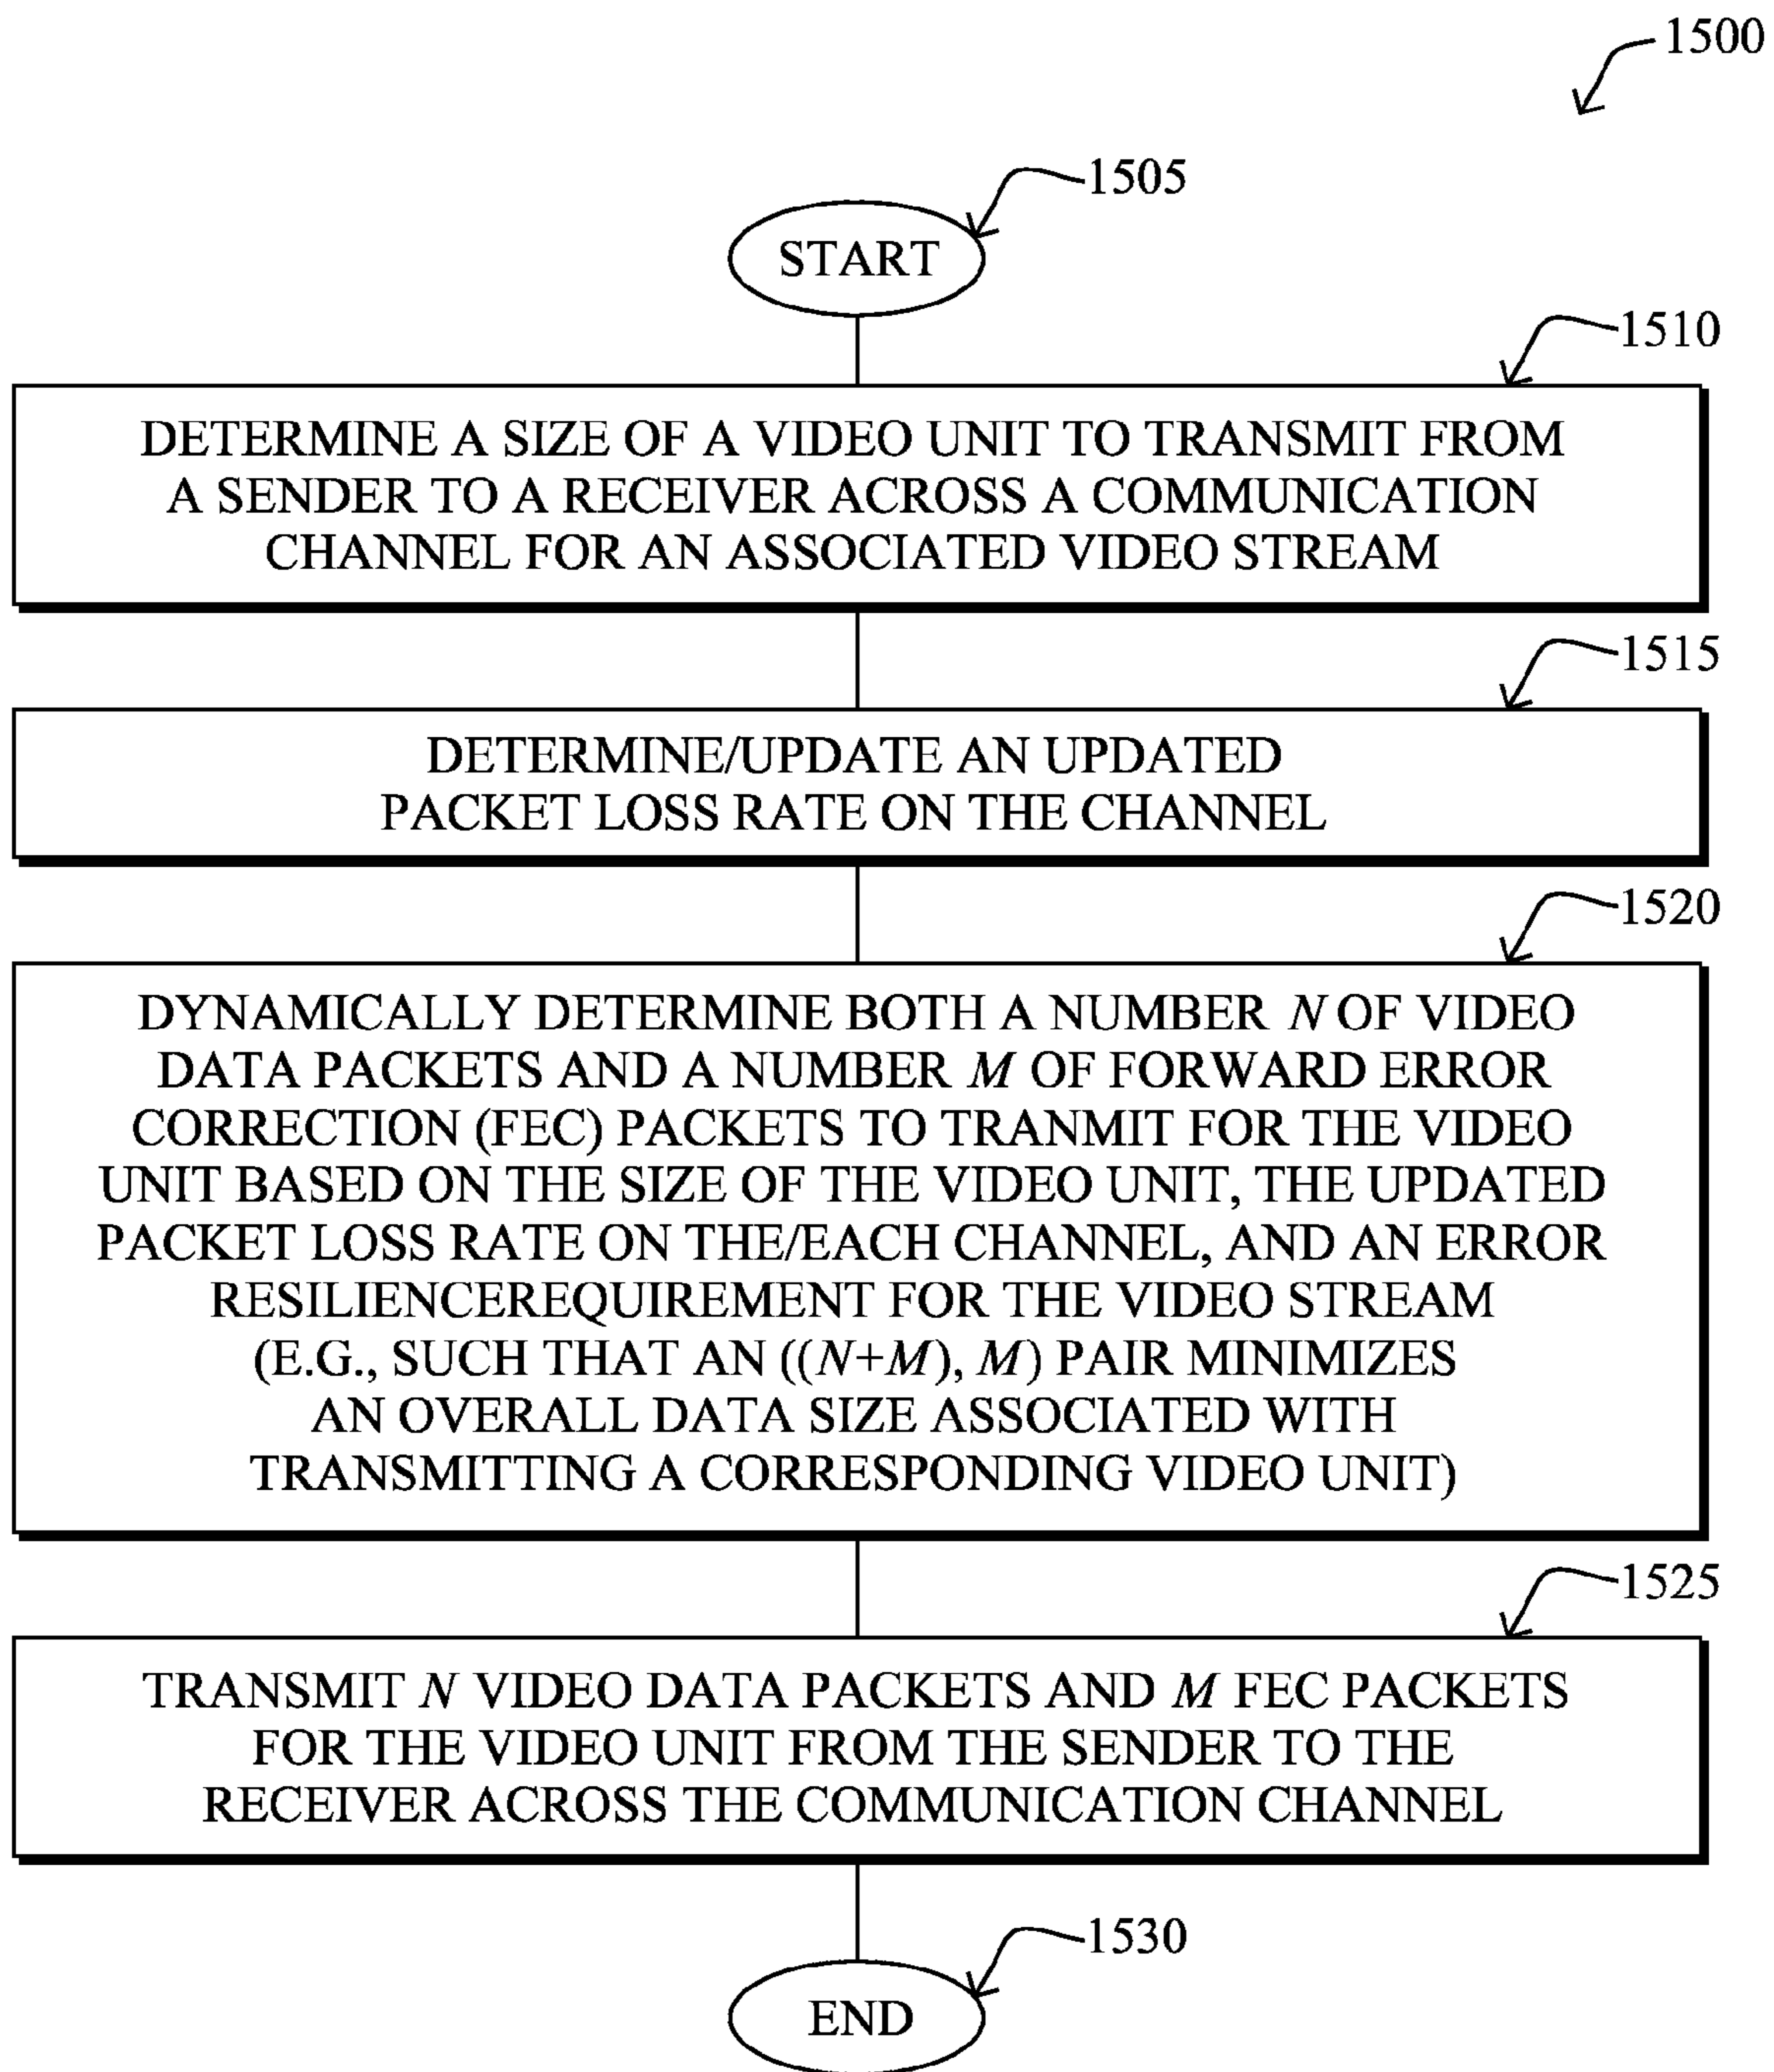 1500
1505
START
1510
DETERMINE A SIZE OF A VIDEO UNIT TO TRANSMIT FROM
A SENDER TO A RECEIVER ACROSS A COMMUNICATION
CHANNEL FOR AN ASSOCIATED VIDEO STREAM
1515
DETERMINE/UPDATE AN UPDATED
PACKET LOSS RATE ON THE CHANNEL
1520
DYNAMICALLY DETERMINE BOTH A NUMBER N OF VIDEO
DATA PACKETS AND A NUMBER M OF FORWARD ERROR
CORRECTION (FEC) PACKETS TO TRANMIT FOR THE VIDEO
UNIT BASED ON THE SIZE OF THE VIDEO UNIT, THE UPDATED
PACKET LOSS RATE ON THE/EACH CHANNEL, AND AN ERROR
RESILIENCEREQUIREMENT FOR THE VIDEO STREAM
(E.G., SUCH THAT AN ((N+M), M) PAIR MINIMIZES
AN OVERALL DATA SIZE ASSOCIATED WITH
TRANSMITTING A CORRESPONDING VIDEO UNIT)
1525
TRANSMIT N VIDEO DATA PACKETS AND M FEC PACKETS
FOR THE VIDEO UNIT FROM THE SENDER TO THE
RECEIVER ACROSS THE COMMUNICATION CHANNEL
1530
END